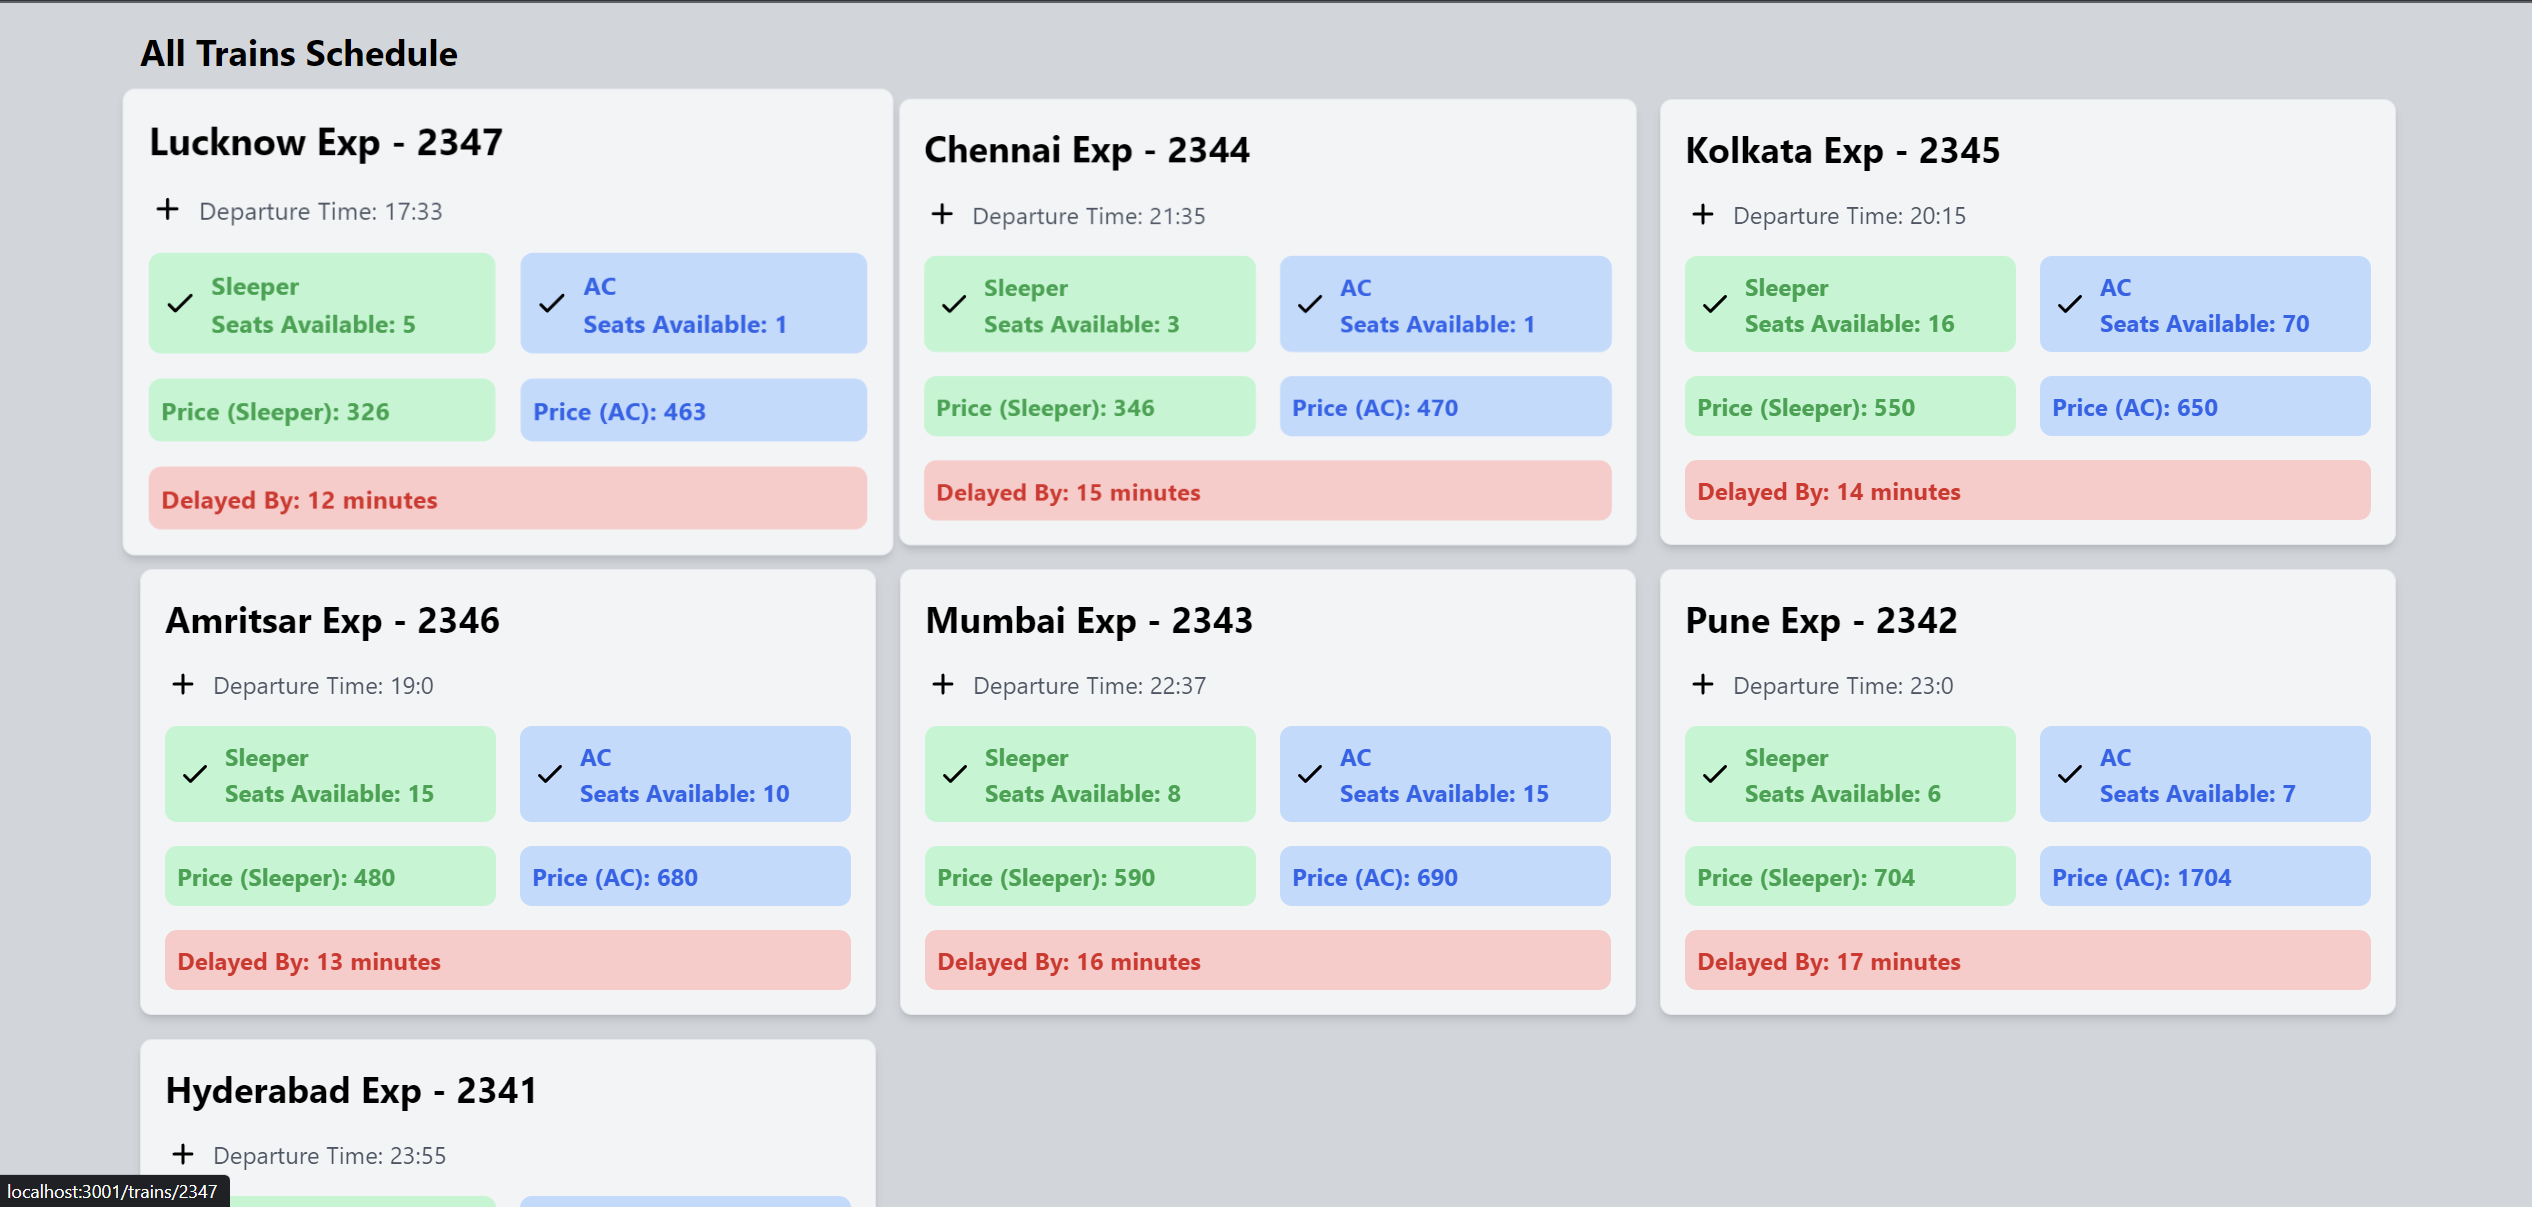 All Trains Schedule
Lucknow Exp - 2347
Departure Time: 17:33
Sleeper
Seats Available: 5
AC
Seats Available: 1
Price (Sleeper): 326
Price (AC): 463
Delayed By: 12 minutes
Chennai Exp - 2344
Departure Time: 21:35
Sleeper
Seats Available: 3
AC
Seats Available: 1
Price (Sleeper): 346
Price (AC): 470
Delayed By: 15 minutes
Kolkata Exp - 2345
Departure Time: 20:15
Sleeper
Seats Available: 16
AC
Seats Available: 70
Price (Sleeper): 550
Price (AC): 650
Delayed By: 14 minutes
Amritsar Exp - 2346
Departure Time: 19:0
Sleeper
Seats Available: 15
AC
Seats Available: 10
Price (Sleeper): 480
Price (AC): 680
Delayed By: 13 minutes
Mumbai Exp - 2343
Departure Time: 22:37
Sleeper
Seats Available: 8
AC
Seats Available: 15
Price (Sleeper): 590
Price (AC): 690
Delayed By: 16 minutes
Pune Exp - 2342
Departure Time: 23:0
Sleeper
Seats Available: 6
AC
Seats Available: 7
Price (Sleeper): 704
Price (AC): 1704
Delayed By: 17 minutes
Hyderabad Exp - 2341
Departure Time: 23:55
localhost:3001/trains/2347